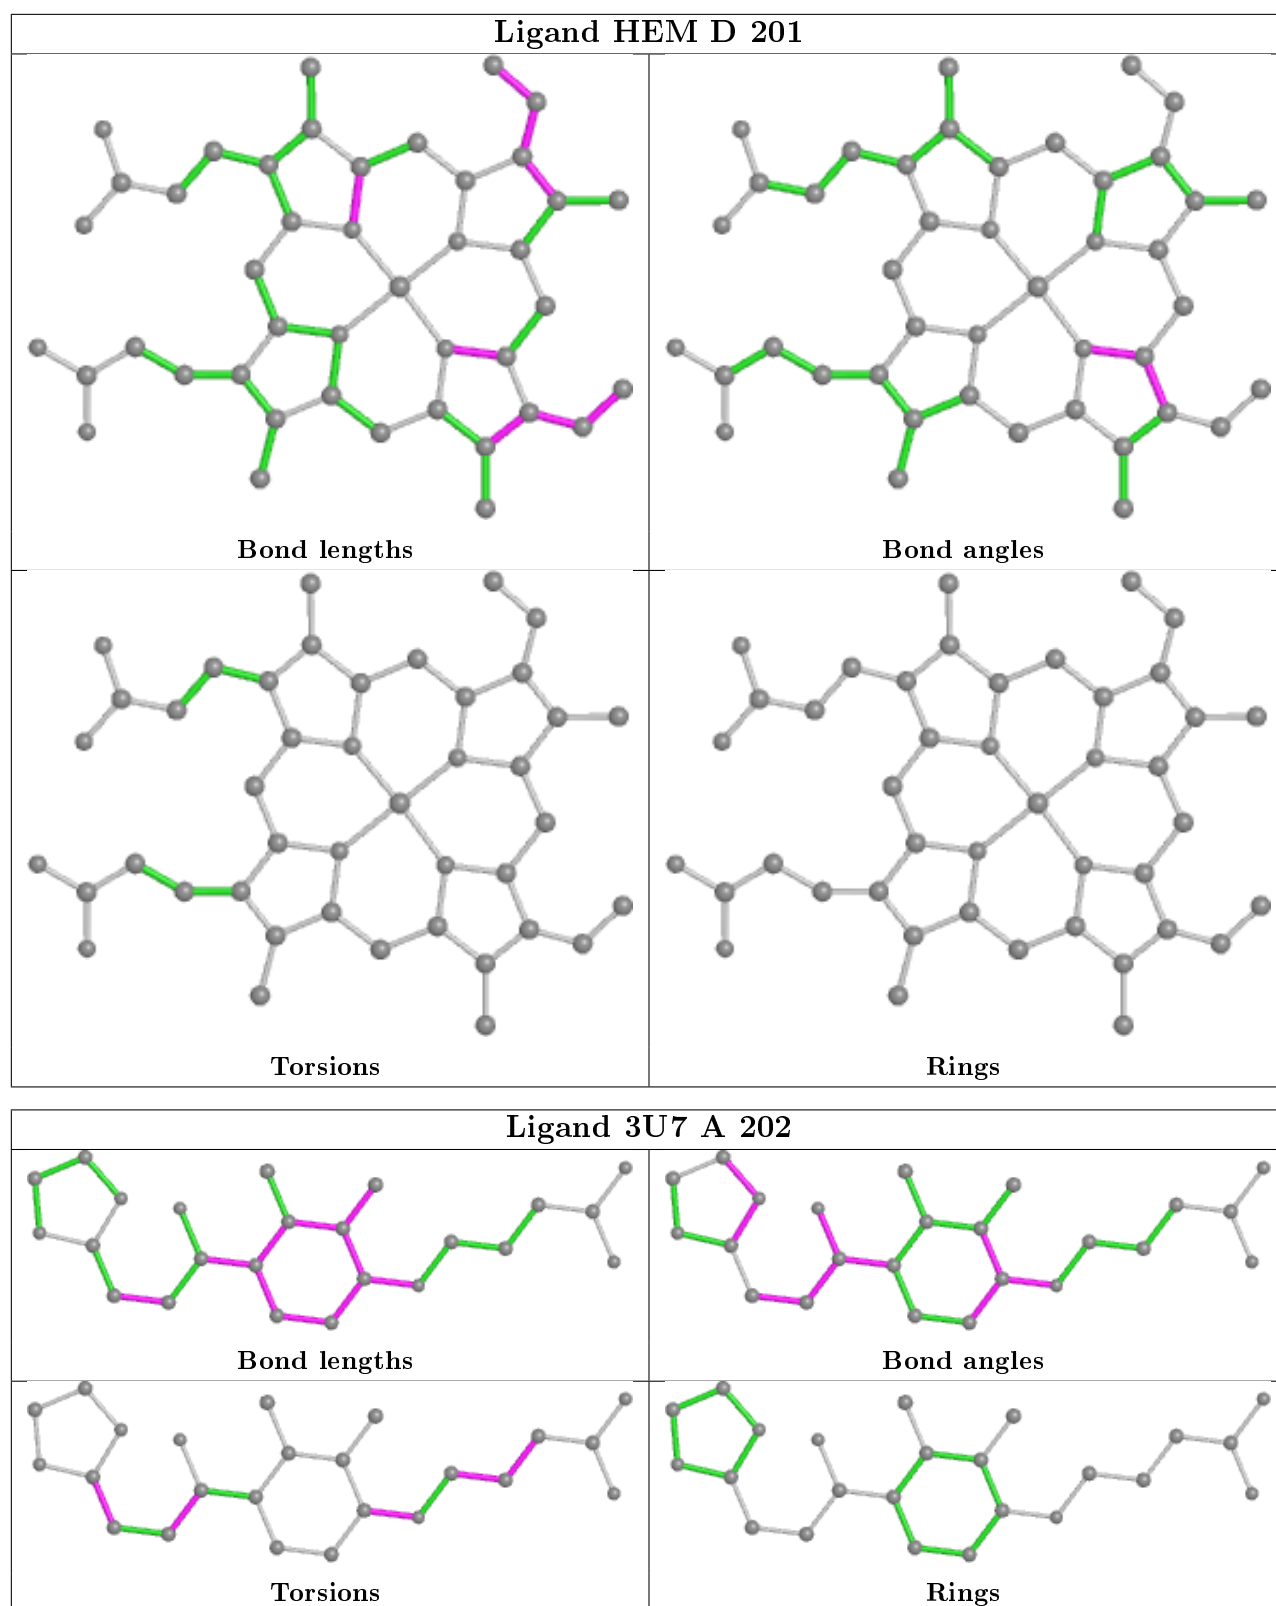 Ligand HEM D 201
Bond lengths
Bond angles
Torsions
Rings
Ligand 3U7 A 202
Bond lengths
Bond angles
Torsions
Rings